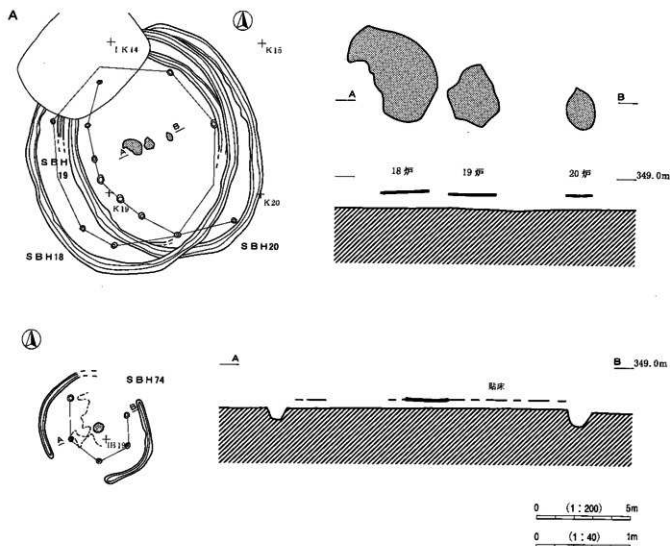 A
IK14
K15
A
B
SBH
19
A
B
18炉
19炉
20炉
349.0m
K19
K20
SBH18
SBH20
SBH74
A
B
349.0m
貼床
A
B
IH19
0 (1:200) 5m
0 (1:40) 1m